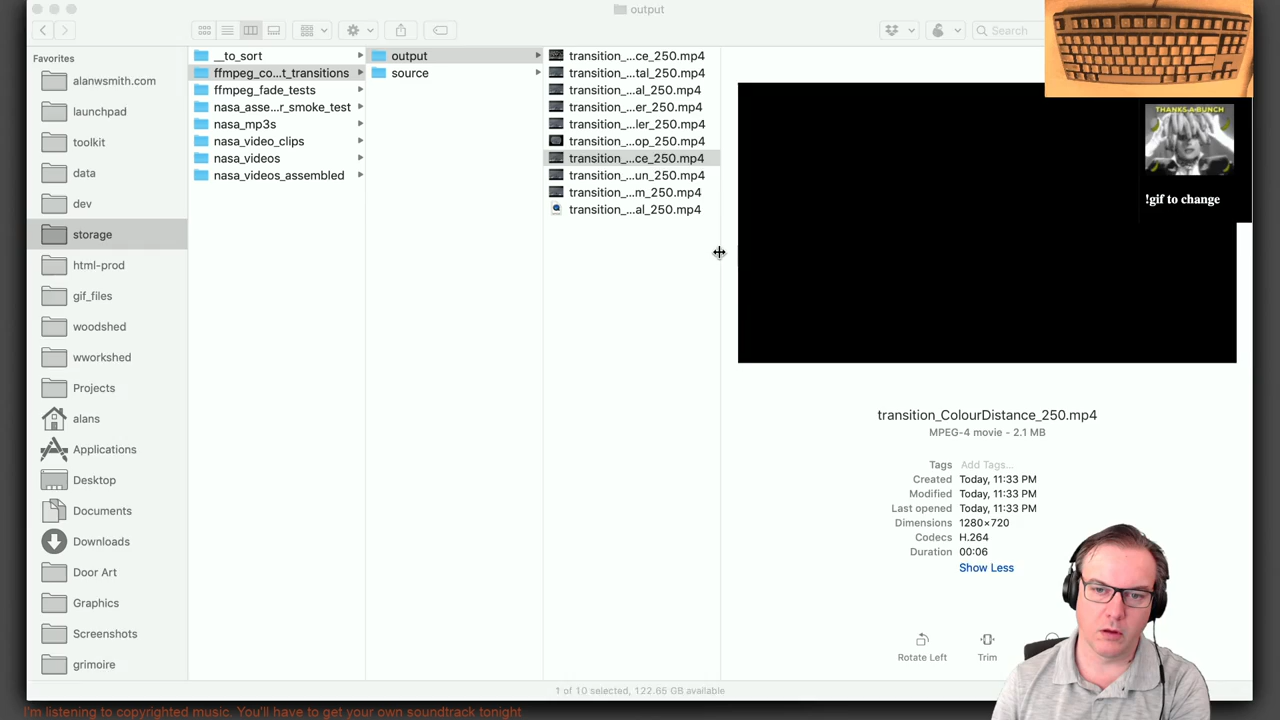 output
Search
Favorites
alanwsmith.com
launchpad
toolkit
data
dev
storage
html-prod
gif_files
woodshed
wworkshed
Projects
alans
Applications
Desktop
Documents
Downloads
Door Art
Graphics
Screenshots
grimoire
__to_sort
ffmpeg_co...t_transitions
ffmpeg_fade_tests
nasa_asse...r_smoke_test
nasa_mp3s
nasa_video_clips
nasa_videos
nasa_videos_assembled
output
source
transition_...ce_250.mp4
transition_...tal_250.mp4
transition_...al_250.mp4
transition_...er_250.mp4
transition_...ler_250.mp4
transition_...op_250.mp4
transition_...ce_250.mp4
transition_...un_250.mp4
transition_...m_250.mp4
transition_...al_250.mp4
THANKS A BUNCH
!gif to change
transition_ColourDistance_250.mp4
MPEG-4 movie - 2.1 MB
Tags Add Tags...
Created Today, 11:33 PM
Modified Today, 11:33 PM
Last opened Today, 11:33 PM
Dimensions 1280×720
Codecs H.264
Duration 00:06
Show Less
Rotate Left
Trim
1 of 10 selected, 122.65 GB available
I'm listening to copyrighted music. You'll have to get your own soundtrack tonight